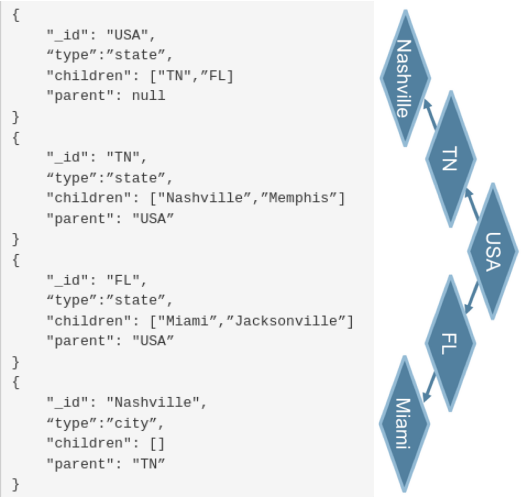 {
    "_id": "USA",
    “type”:”state”,
    "children": ["TN",”FL]
    "parent": null
}
{
    "_id": "TN",
    “type”:”state”,
    "children": ["Nashville”,”Memphis”]
    "parent": "USA”
}
{
    "_id": "FL",
    “type”:”state”,
    "children": ["Miami”,”Jacksonville”]
    "parent": "USA”
}
{
    "_id": "Nashville",
    “type”:”city”,
    "children": []
    "parent": "TN”
}
Nashville
TN
USA
FL
Miami